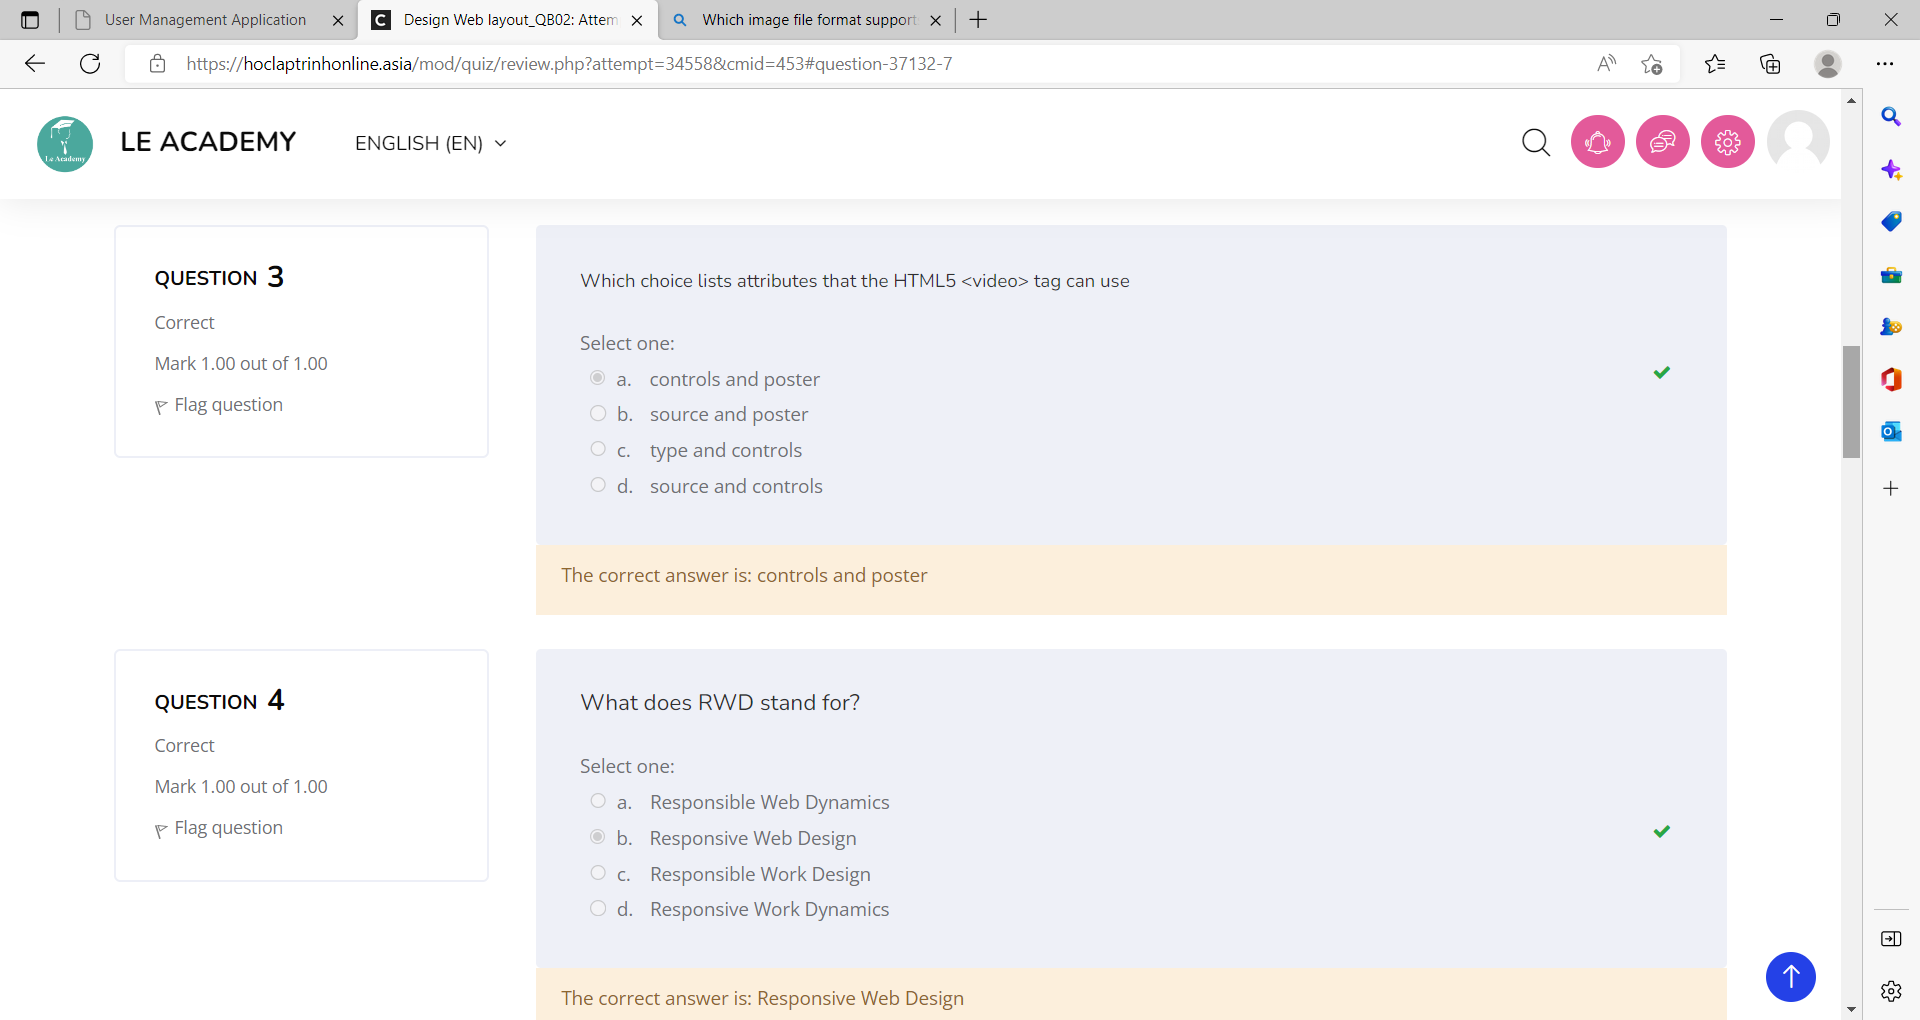 User Management Application
Design Web layout_QB02: Attem
Which image file format support
https://hoclaptrinhonline.asia/mod/quiz/review.php?attempt=34558&cmid=453#question-37132-7
Le Academy
LE ACADEMY
ENGLISH (EN)
QUESTION 3
Correct
Mark 1.00 out of 1.00
Flag question
Which choice lists attributes that the HTML5 <video> tag can use
Select one:
a. controls and poster
b. source and poster
c. type and controls
d. source and controls
The correct answer is: controls and poster
QUESTION 4
Correct
Mark 1.00 out of 1.00
Flag question
What does RWD stand for?
Select one:
a. Responsible Web Dynamics
b. Responsive Web Design
c. Responsible Work Design
d. Responsive Work Dynamics
The correct answer is: Responsive Web Design